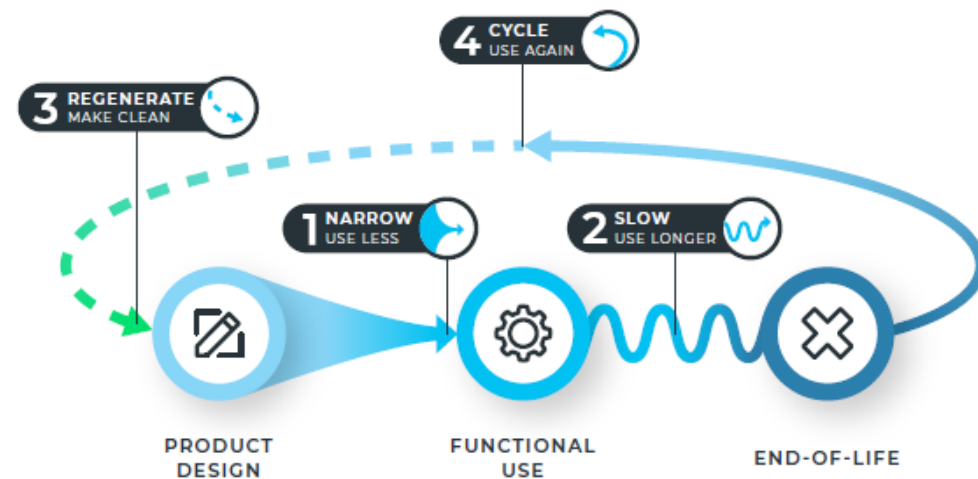 4 CYCLE
USE AGAIN
3 REGENERATE
MAKE CLEAN
1 NARROW
USE LESS
2 SLOW
USE LONGER
PRODUCT
DESIGN
FUNCTIONAL
USE
END-OF-LIFE